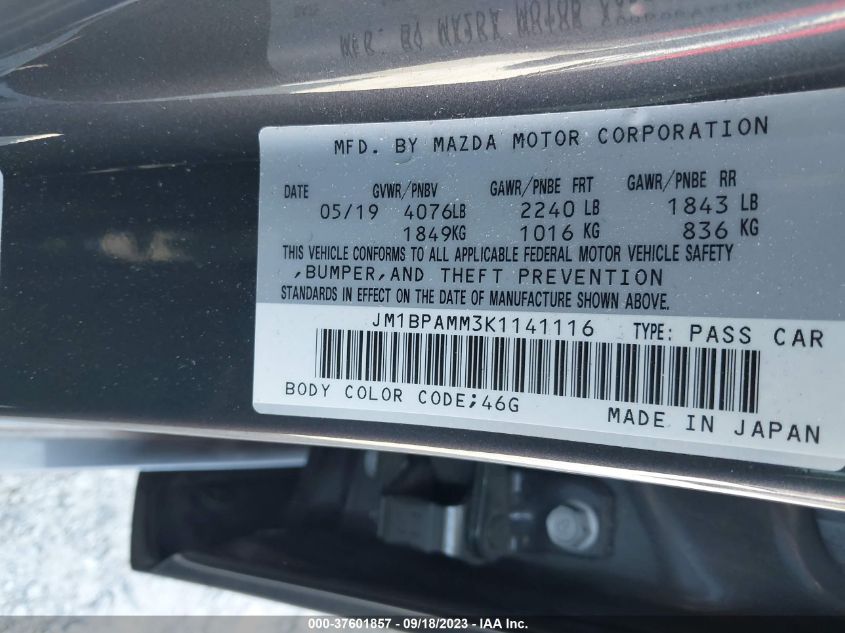 MFD. BY MAZDA MOTOR CORPORATION
DATE GVWR/PNBV GAWR/PNBE FRT GAWR/PNBE RR
05/19 4076LB 2240 LB 1843 LB
1849KG 1016 KG 836 KG
THIS VEHICLE CONFORMS TO ALL APPLICABLE FEDERAL MOTOR VEHICLE SAFETY
,BUMPER,AND THEFT PREVENTION
STANDARDS IN EFFECT ON THE DATE OF MANUFACTURE SHOWN ABOVE.
JM1BPAMM3K1141116 TYPE: PASS CAR
BODY COLOR CODE;46G
MADE IN JAPAN
000-37601857 - 09/18/2023 - IAAI, Inc.